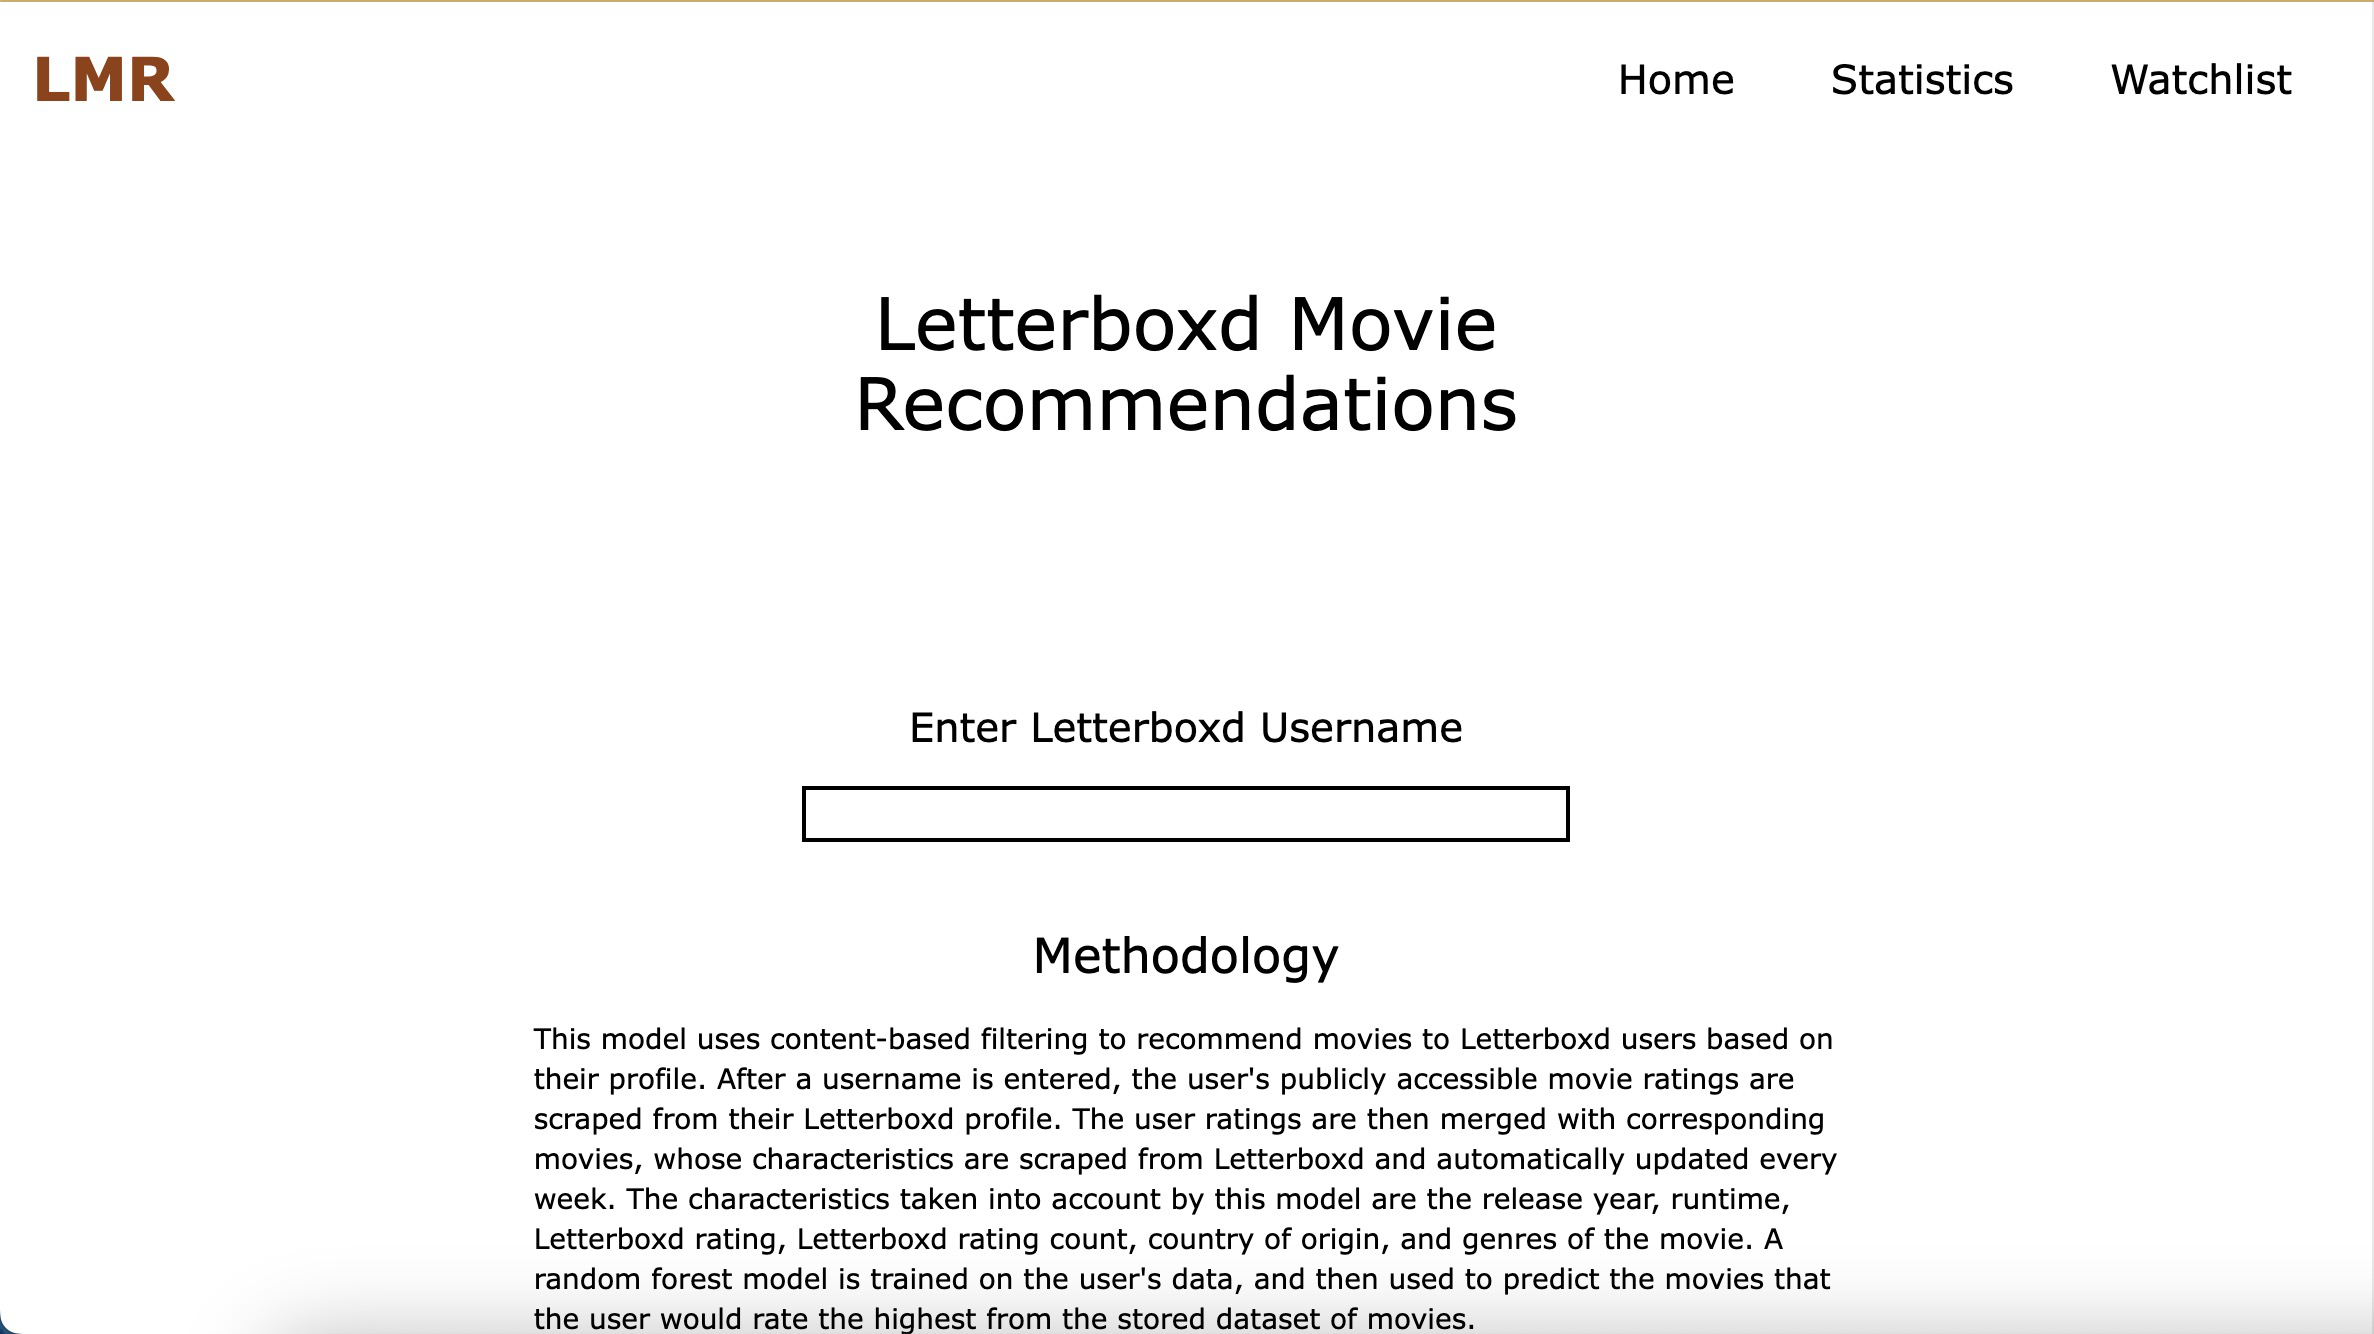 LMR
Home Statistics Watchlist
Letterboxd Movie
Recommendations
Enter Letterboxd Username
Methodology
This model uses content-based filtering to recommend movies to Letterboxd users based on
their profile. After a username is entered, the user's publicly accessible movie ratings are
scraped from their Letterboxd profile. The user ratings are then merged with corresponding
movies, whose characteristics are scraped from Letterboxd and automatically updated every
week. The characteristics taken into account by this model are the release year, runtime,
Letterboxd rating, Letterboxd rating count, country of origin, and genres of the movie. A
random forest model is trained on the user's data, and then used to predict the movies that
the user would rate the highest from the stored dataset of movies.